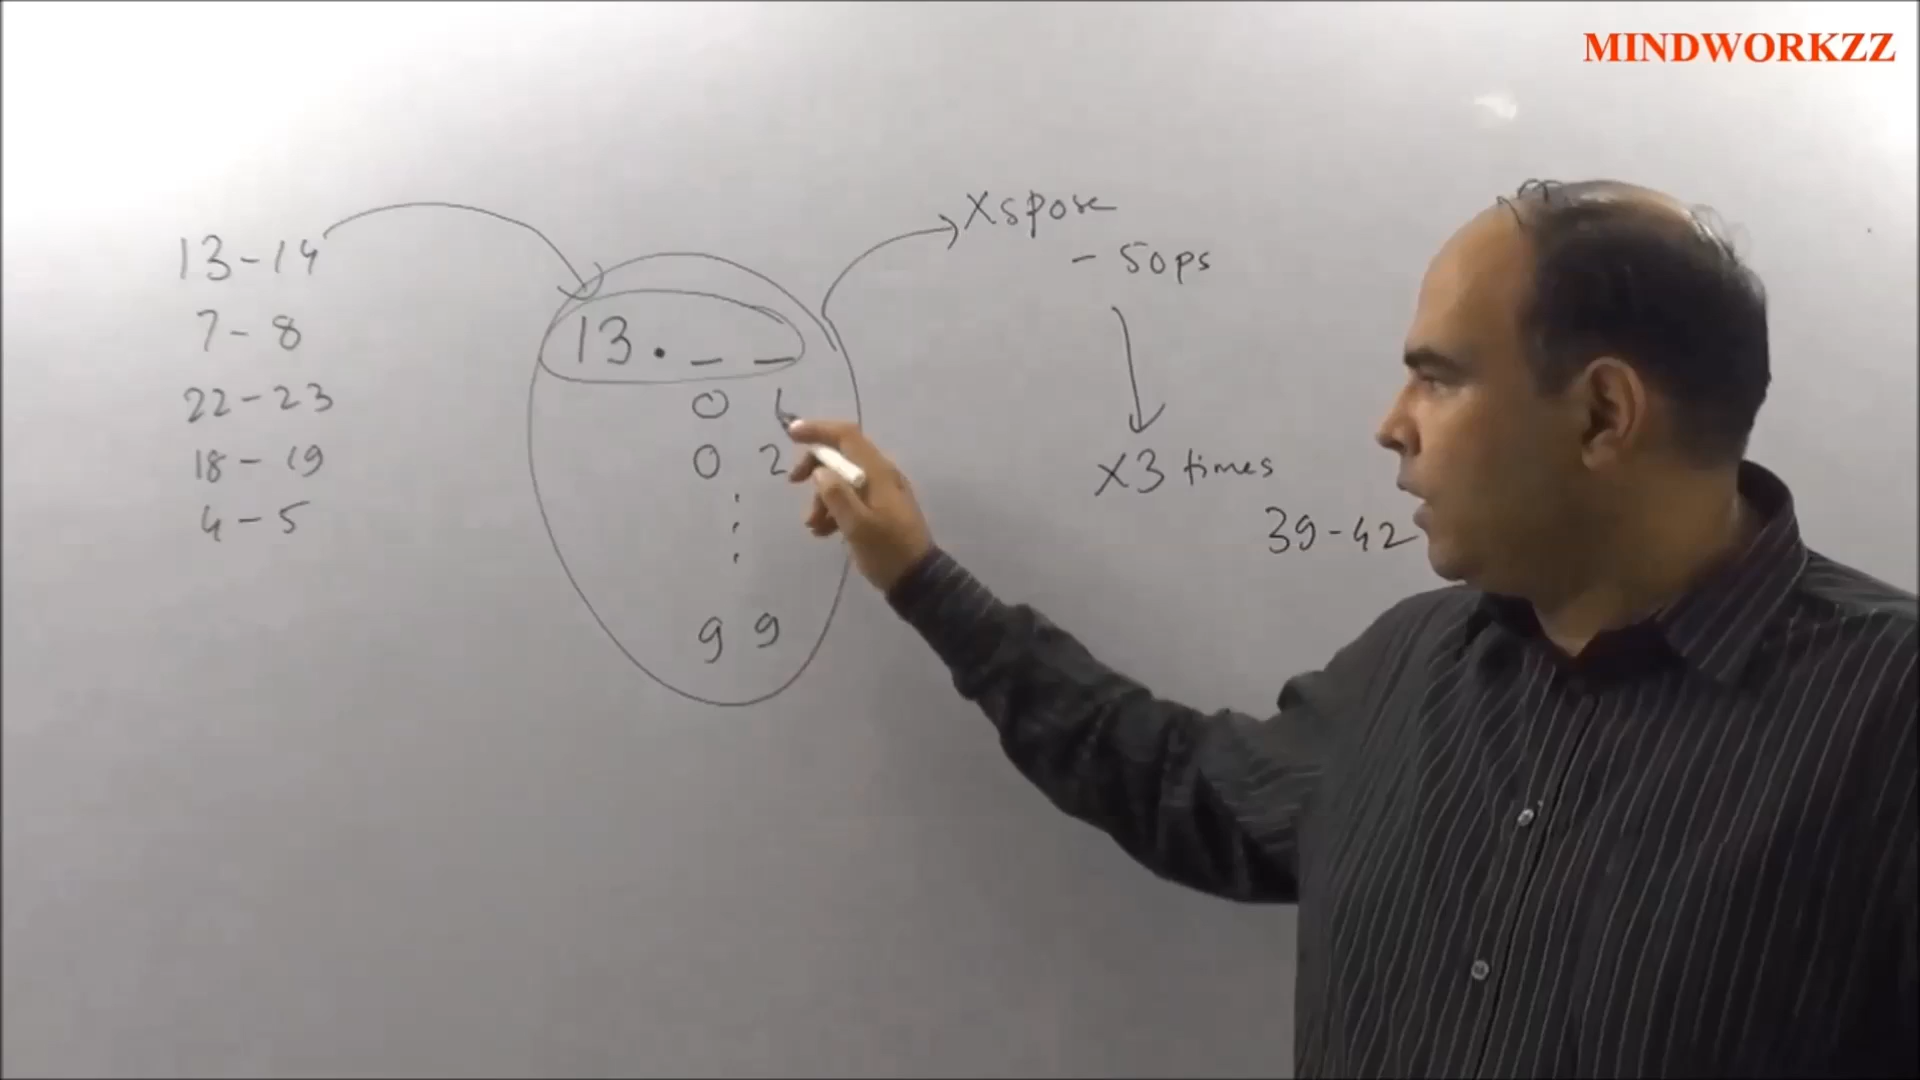 MINDWORKZZ
13-14
7-8
22-23
18-19
4-5
13._ _
0 1
0 2
:
9 9
Xspose
- 50ps
X3 times
39-42